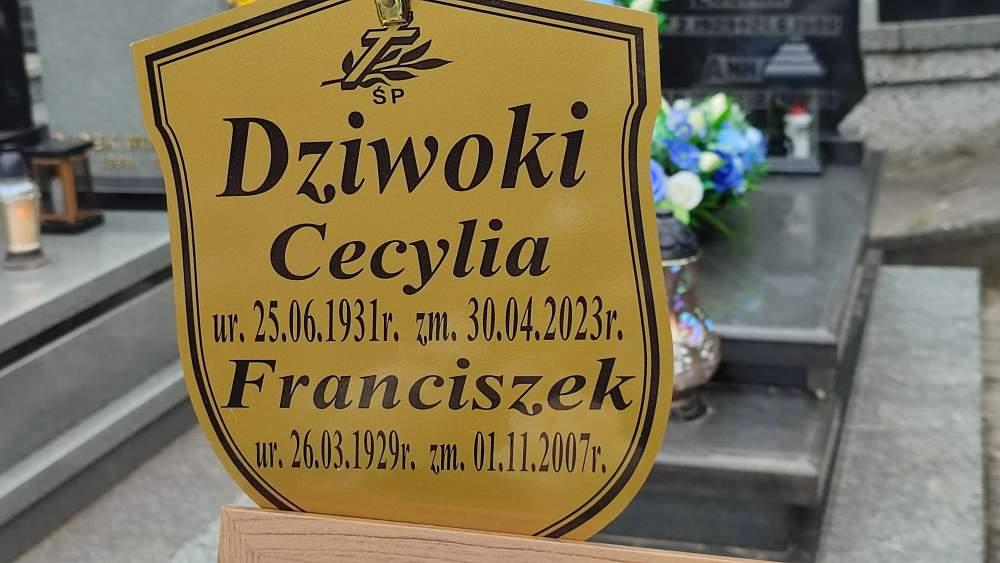 ŚP
Dziwoki
Cecylia
ur. 25.06.1931r. zm. 30.04.2023r.
Franciszek
ur. 26.03.1929r. zm. 01.11.2007r.